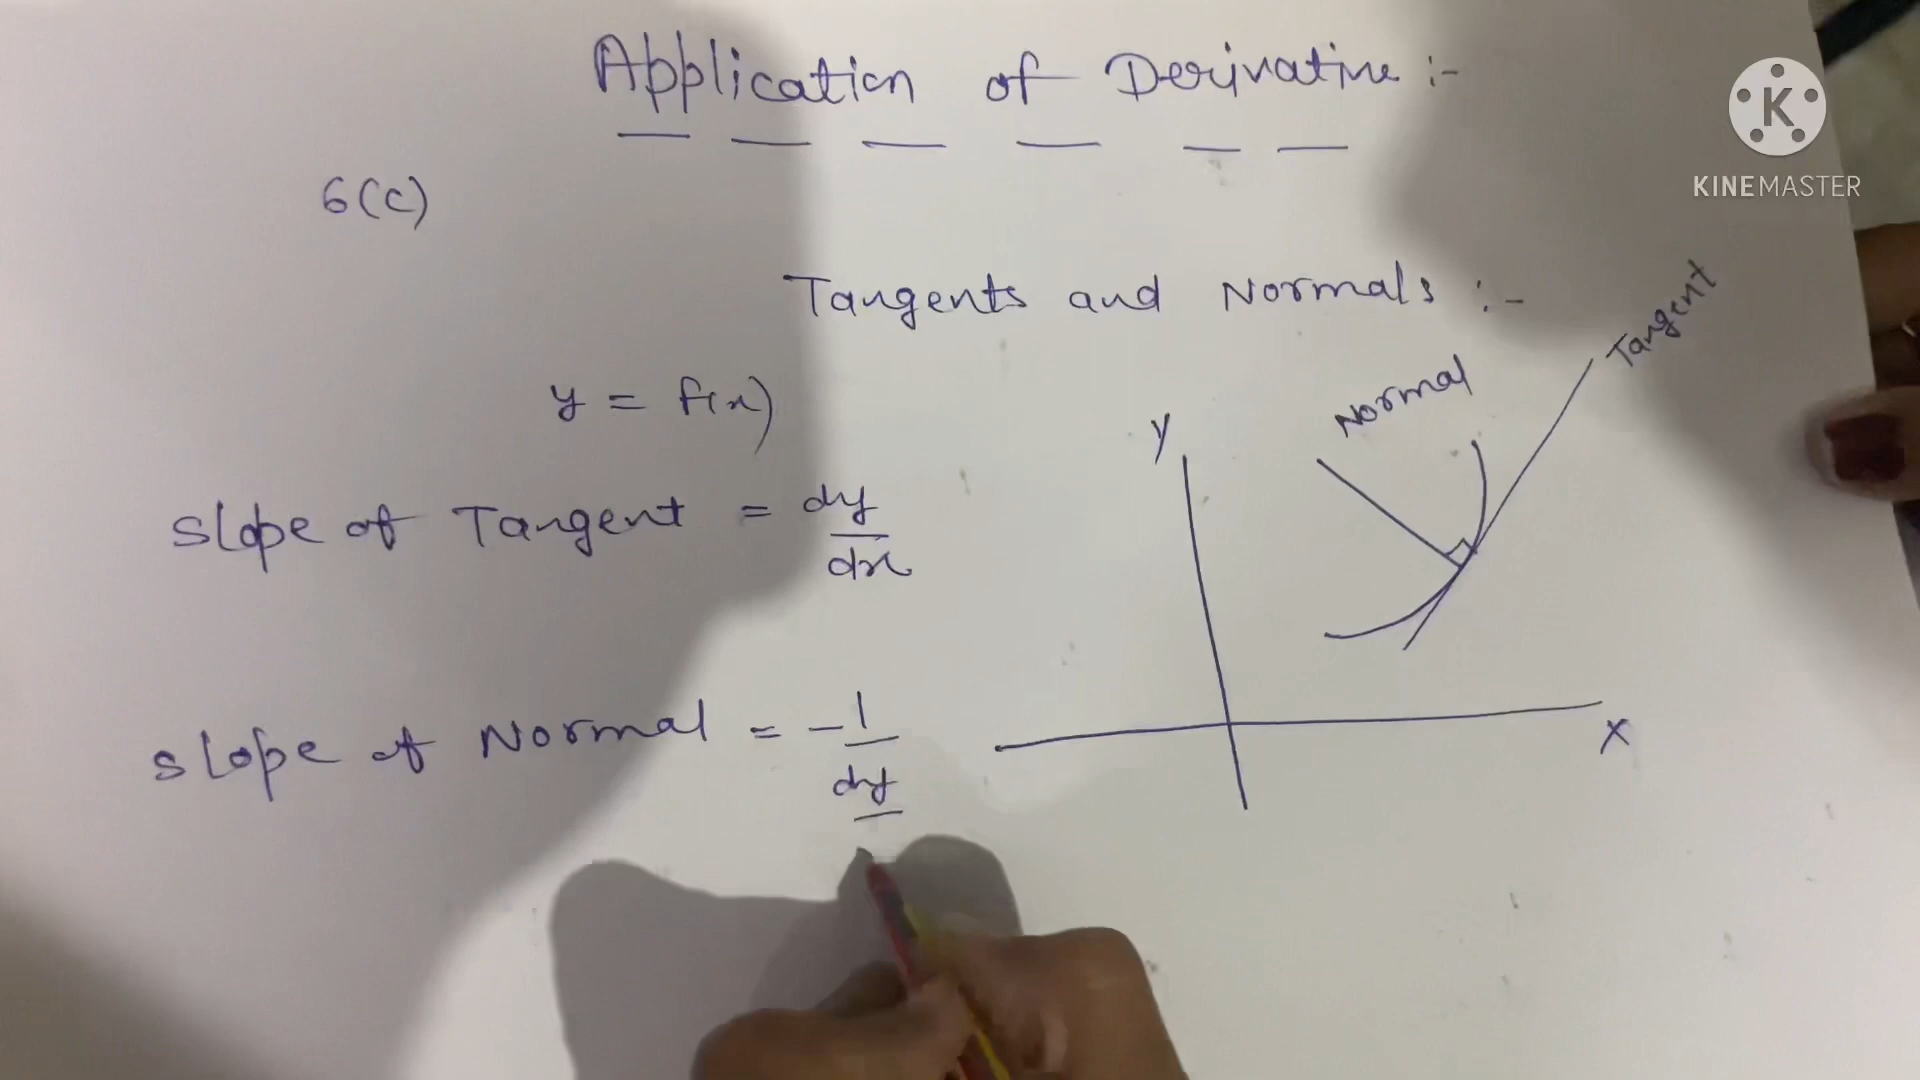 Application of Derivative :-
6(c)
Tangents and Normals :-
y = f(x)
Slope of Tangent = dy/dx
Slope of Normal = -1/dy
Normal
Tangent
y
x
K
KINEMASTER